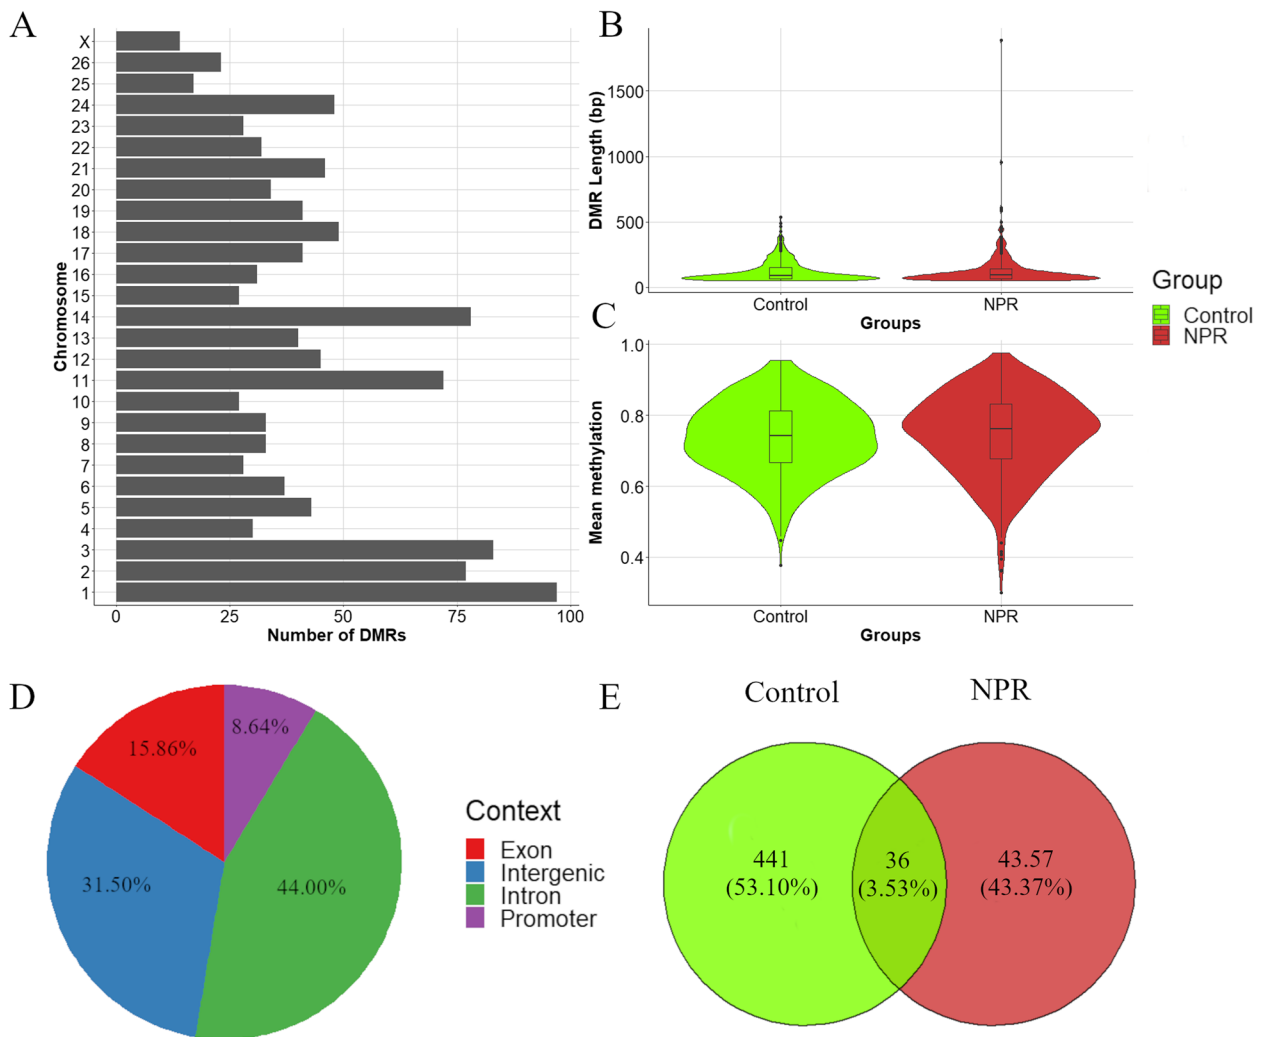 A
X
26
25
24
23
22
21
20
19
18
17
16
15
14
13
12
11
10
9
8
7
6
5
4
3
2
1
Chromosome
0 25 50 75 100
Number of DMRs
B
1500
1000
500
0
DMR Length (bp)
Control NPR
Groups
C
1.0
0.8
0.6
0.4
Mean methylation
Control NPR
Groups
Group
Control
NPR
D
15.86%
8.64%
31.50%
44.00%
Context
Exon
Intergenic
Intron
Promoter
E
Control NPR
441
(53.10%)
36
(3.53%)
43.57
(43.37%)